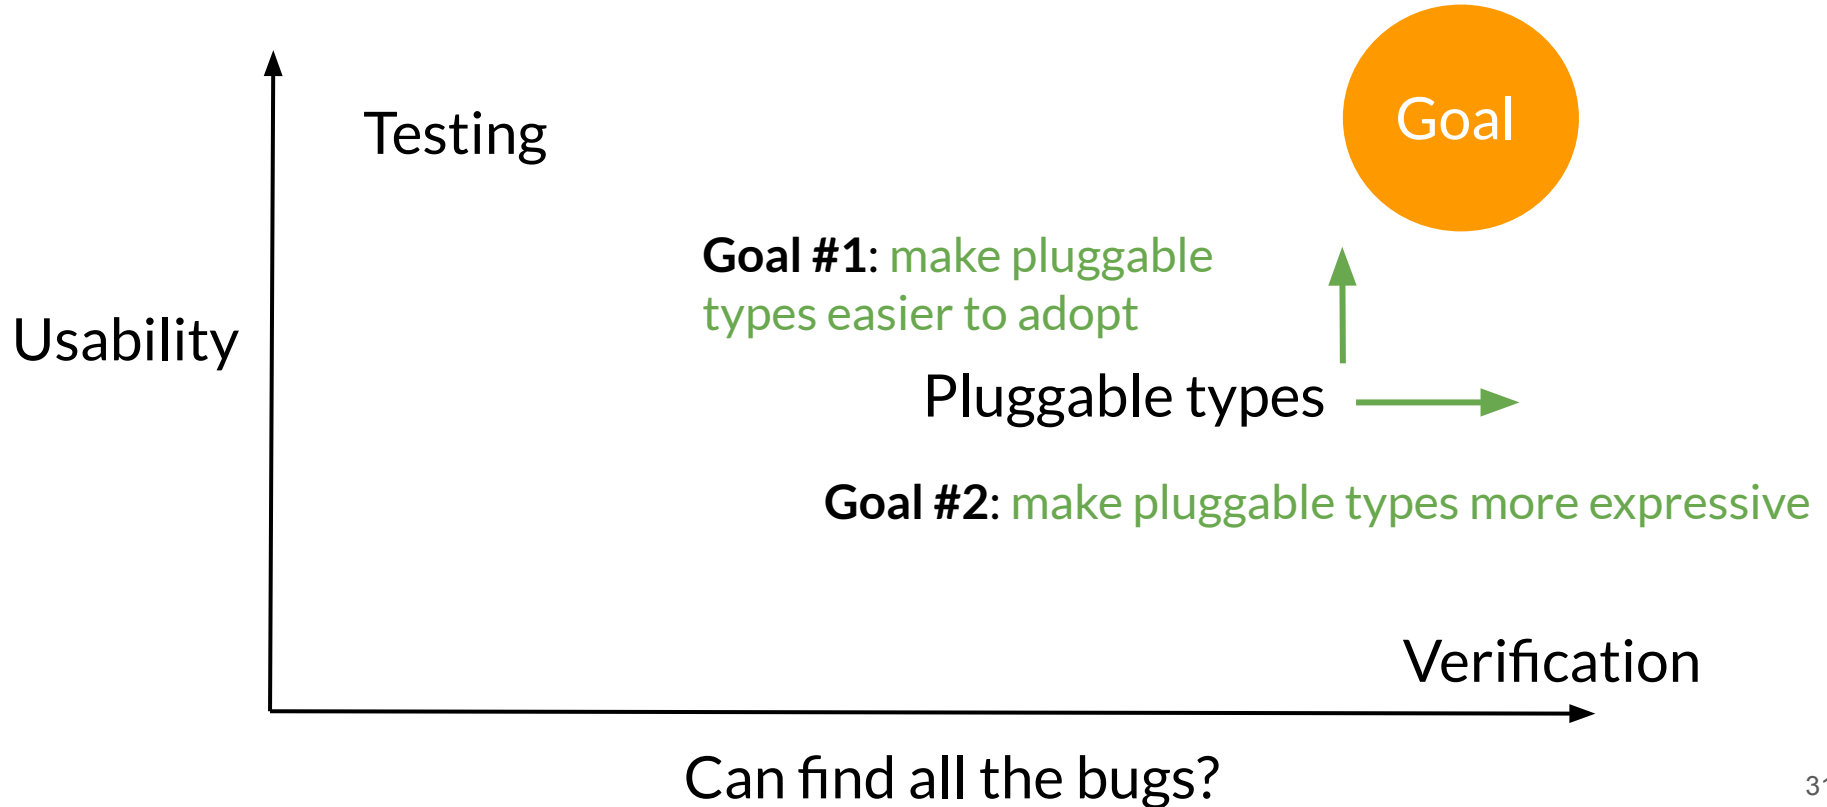 Testing
Goal
Goal #1: make pluggable
types easier to adopt
Usability
Pluggable types
Goal #2: make pluggable types more expressive
Verification
Can find all the bugs?
31